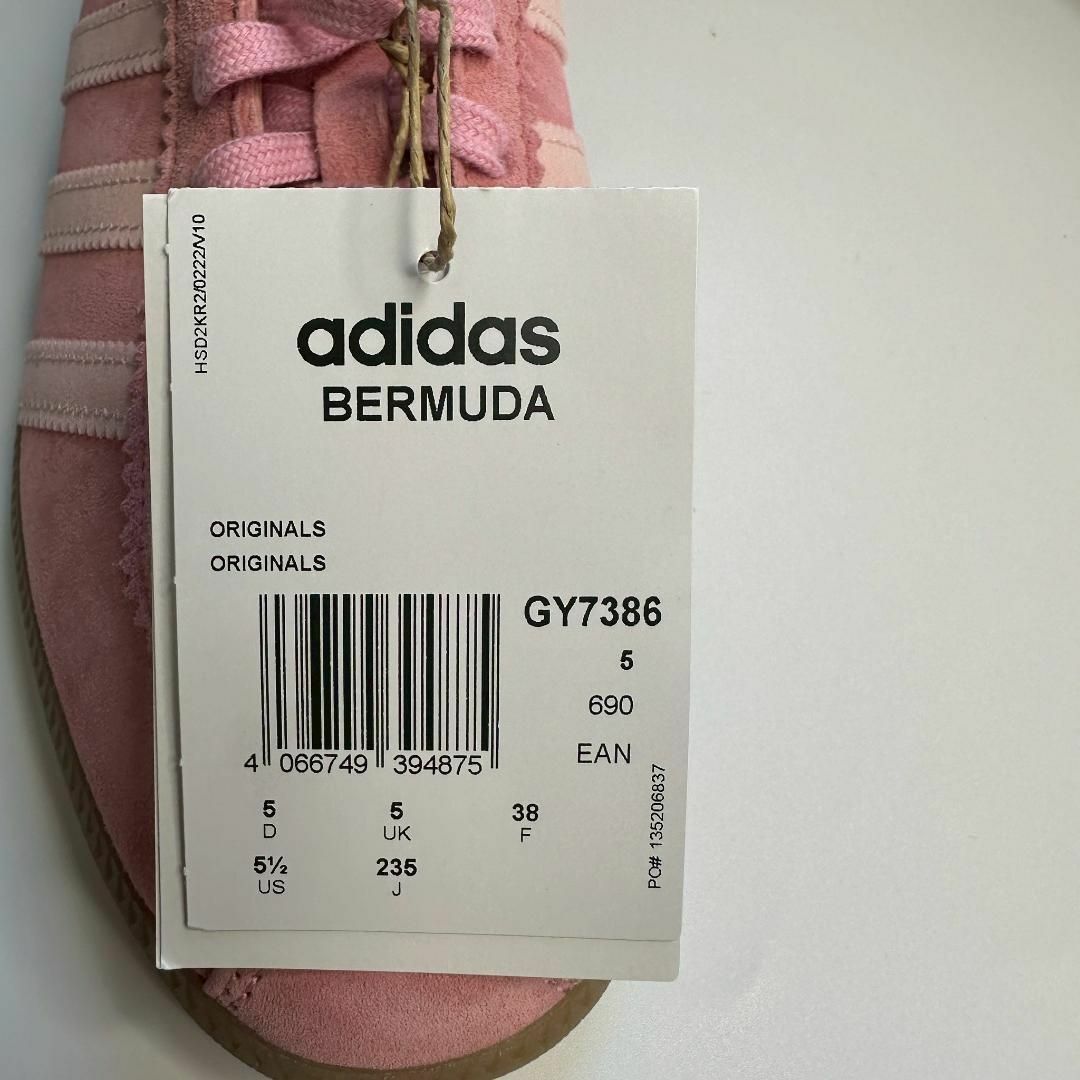 HSD2KR2/0222/V10
adidas
BERMUDA
ORIGINALS
ORIGINALS
GY7386
5
690
EAN
4 066749 394875
5 5 38
D UK F
5½ 235
US J
PO# 135206837